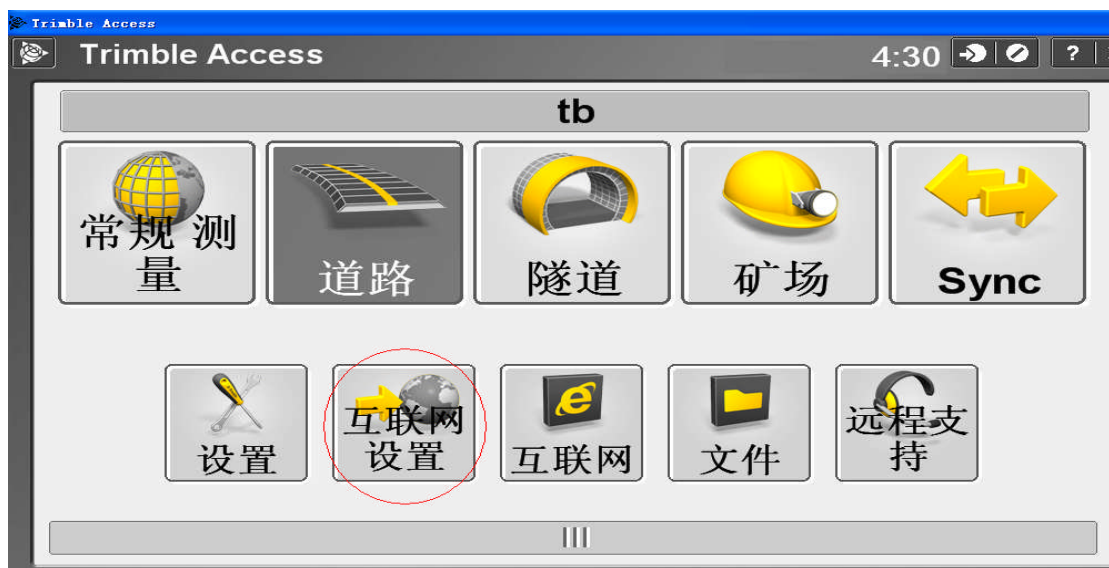 Trimble Access
Trimble Access 4:30 ?
tb
常规 测
量
道路
隧道
矿场
Sync
设置
互联网
设置
互联网
文件
远程支
持